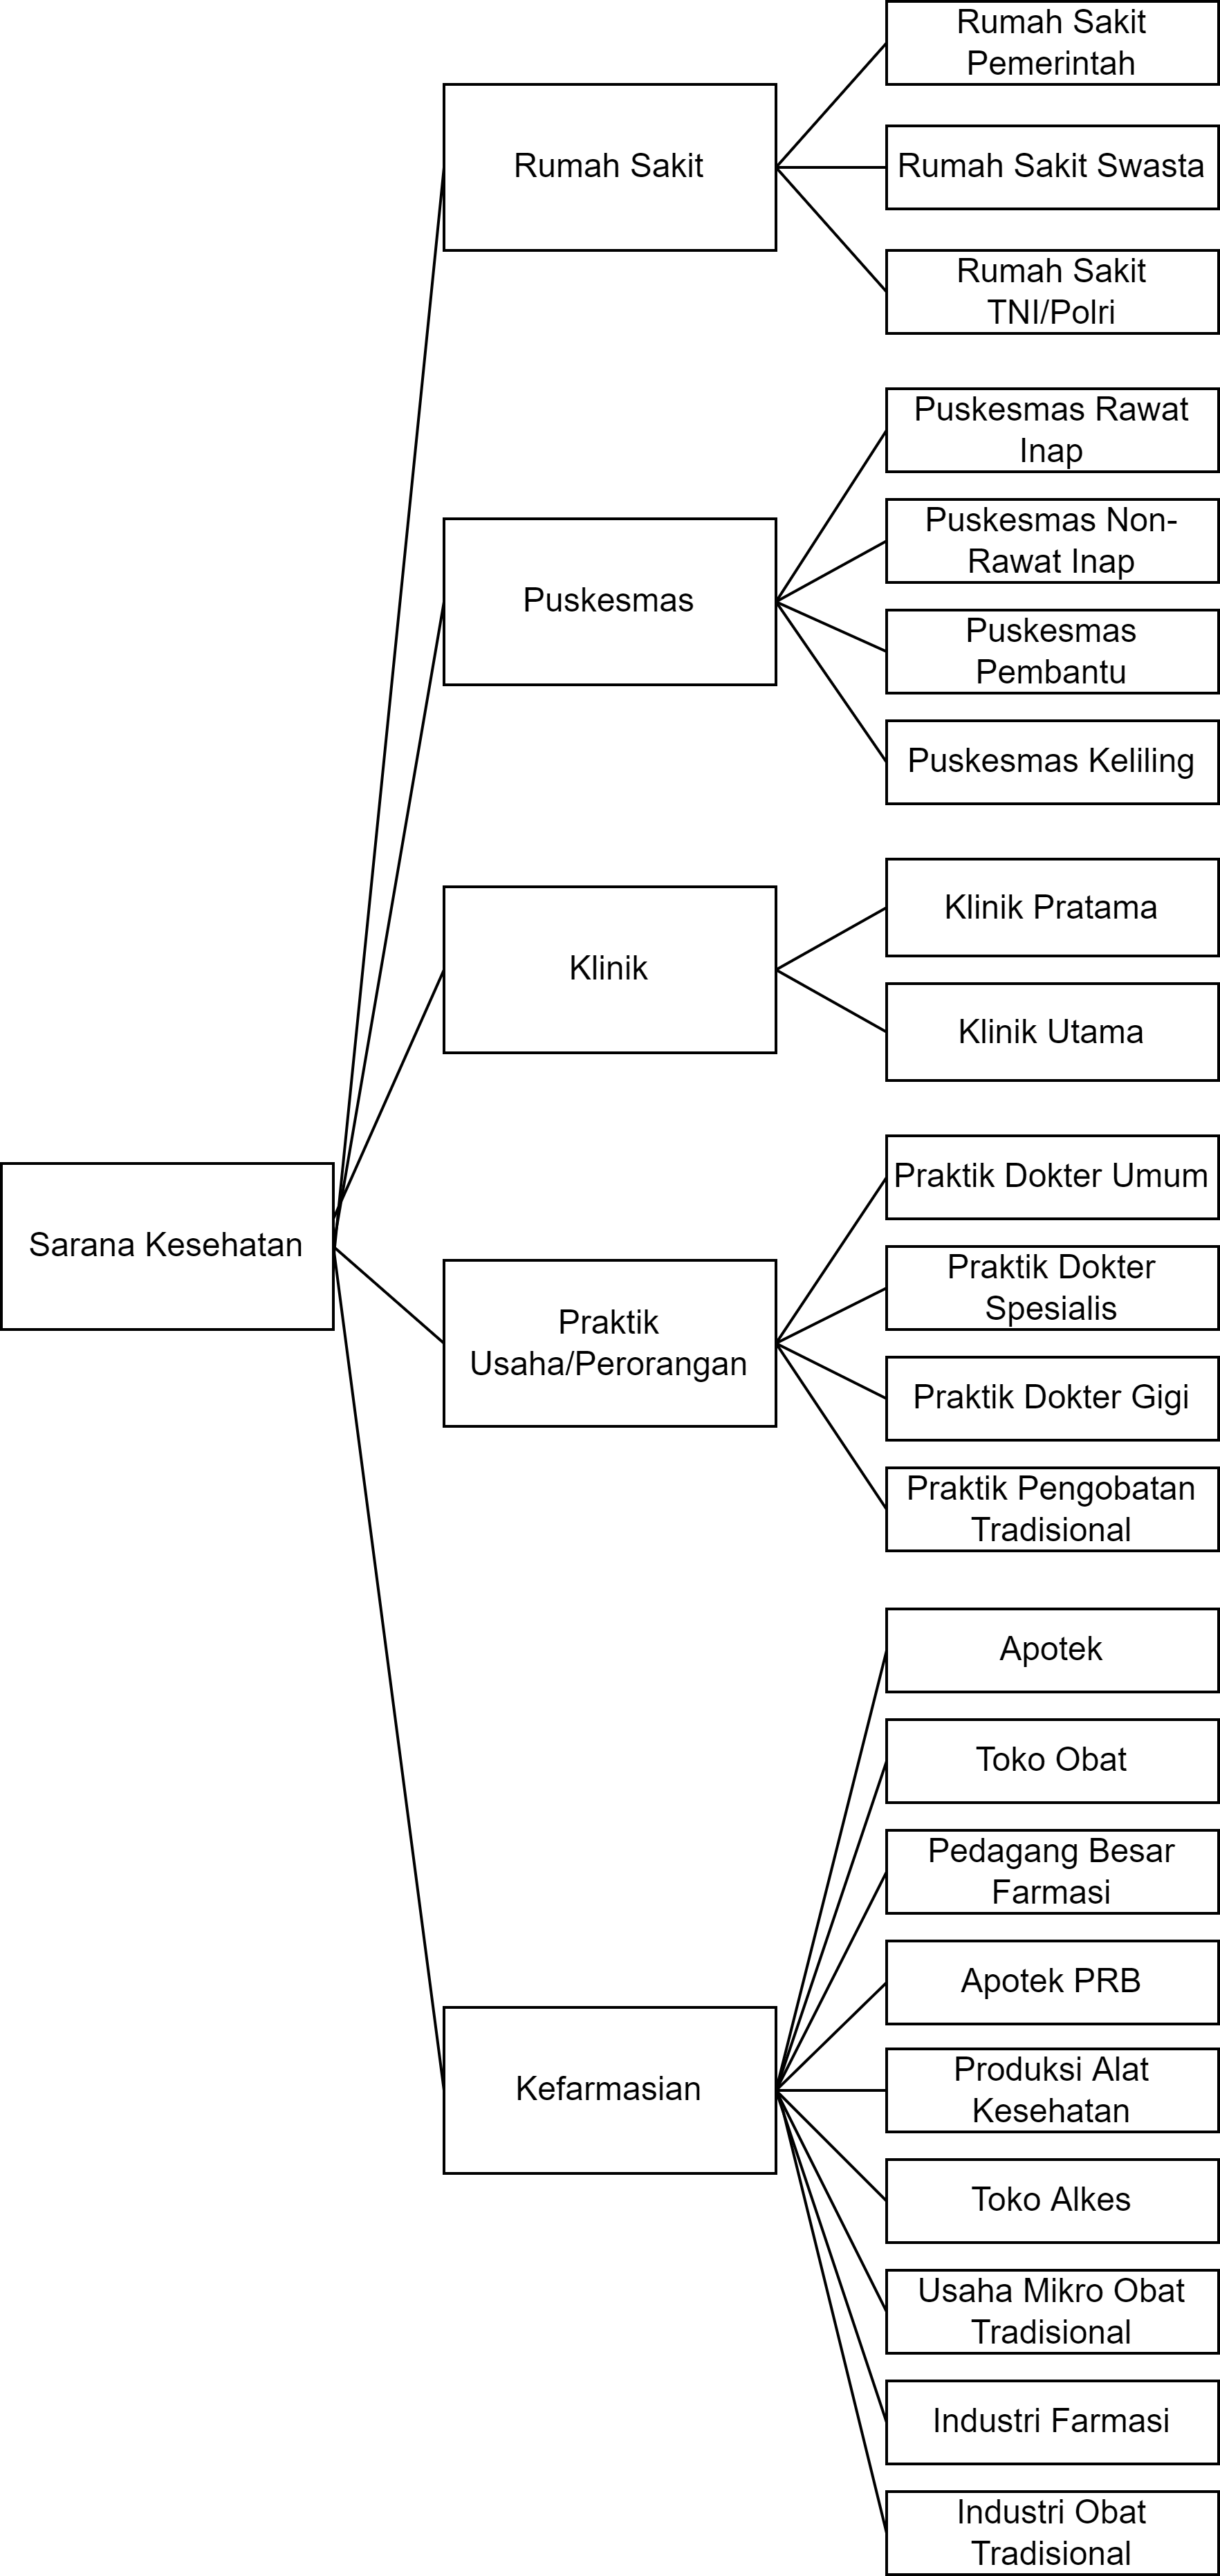 Rumah Sakit
Pemerintah
Rumah Sakit
Rumah Sakit Swasta
Rumah Sakit
TNI/Polri
Puskesmas Rawat
Inap
Puskesmas Non-
Rawat Inap
Puskesmas
Puskesmas
Pembantu
Puskesmas Keliling
Klinik Pratama
Klinik
Klinik Utama
Praktik Dokter Umum
Sarana Kesehatan
Praktik Dokter
Spesialis
Praktik
Usaha/Perorangan
Praktik Dokter Gigi
Praktik Pengobatan
Tradisional
Apotek
Toko Obat
Pedagang Besar
Farmasi
Apotek PRB
Kefarmasian
Produksi Alat
Kesehatan
Toko Alkes
Usaha Mikro Obat
Tradisional
Industri Farmasi
Industri Obat
Tradisional